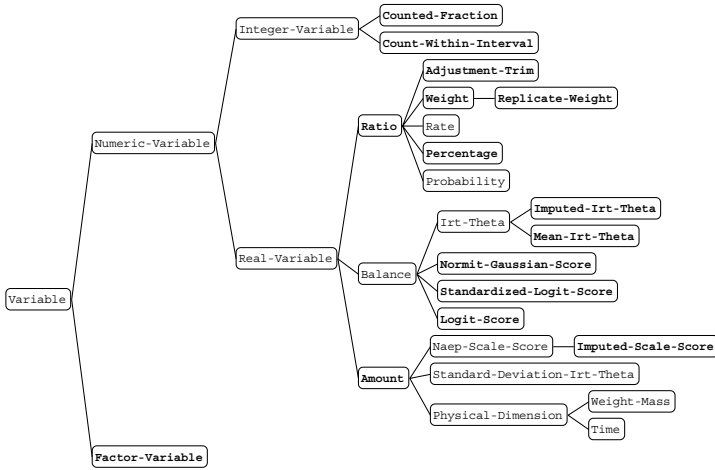 Counted-Fraction
Integer-Variable
Count-Within-Interval
Adjustment-Trim
Weight
Replicate-Weight
Ratio
Rate
Numeric-Variable
Percentage
Probability
Imputed-Irt-Theta
Irt-Theta
Mean-Irt-Theta
Real-Variable
Normit-Gaussian-Score
Balance
Standardized-Logit-Score
Variable
Logit-Score
Naep-Scale-Score
Imputed-Scale-Score
Amount
Standard-Deviation-Irt-Theta
Weight-Mass
Physical-Dimension
Time
Factor-Variable